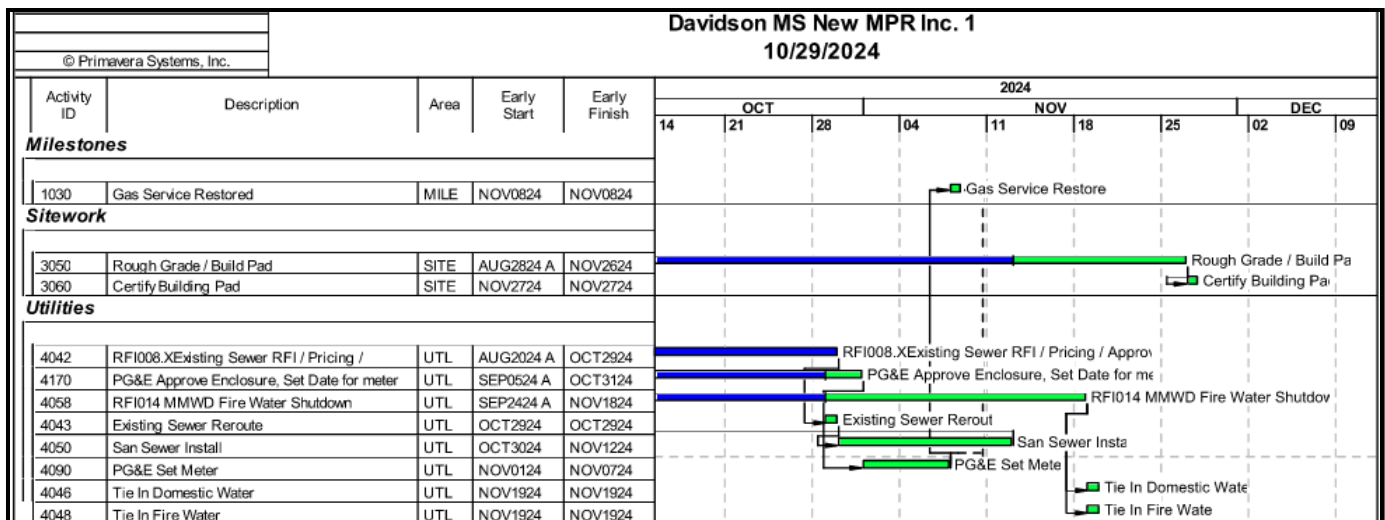 Davidson MS New MPR Inc. 1
10/29/2024
© Primavera Systems, Inc.
Activity ID Description Area Early Start Early Finish
2024
OCT NOV DEC
14 21 28 04 11 18 25 02 09
Milestones
1030 Gas Service Restored MILE NOV0824 NOV0824 Gas Service Restore
Sitework
3050 Rough Grade / Build Pad SITE AUG2824 A NOV2624 Rough Grade / Build Pa
3060 Certify Building Pad SITE NOV2724 NOV2724 Certify Building Pa
Utilities
4042 RFI008.XExisting Sewer RFI / Pricing / UTL AUG2024 A OCT2924 RFI008.XExisting Sewer RFI / Pricing / Approv
4170 PG&E Approve Enclosure, Set Date for meter UTL SEP0524 A OCT3124 PG&E Approve Enclosure, Set Date for me
4058 RFI014 MMWD Fire Water Shutdown UTL SEP2424 A NOV1824 RFI014 MMWD Fire Water Shutdov
4043 Existing Sewer Reroute UTL OCT2924 OCT2924 Existing Sewer Rerout
4050 San Sewer Install UTL OCT3024 NOV1224 San Sewer Insta
4090 PG&E Set Meter UTL NOV0124 NOV0724 PG&E Set Mete
4046 Tie In Domestic Water UTL NOV1924 NOV1924 Tie In Domestic Wate
4048 Tie In Fire Water UTL NOV1924 NOV1924 Tie In Fire Wate